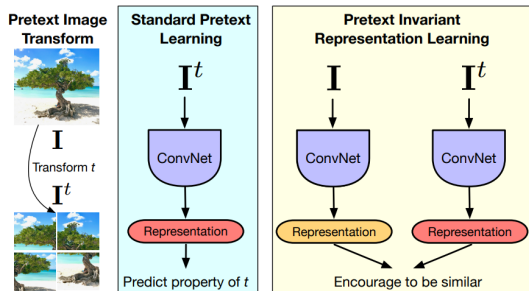 Pretext Image
Transform
I
Transform t
I^t
Standard Pretext
Learning
I^t
ConvNet
Representation
Predict property of t
Pretext Invariant
Representation Learning
I
I^t
ConvNet
ConvNet
Representation
Representation
Encourage to be similar